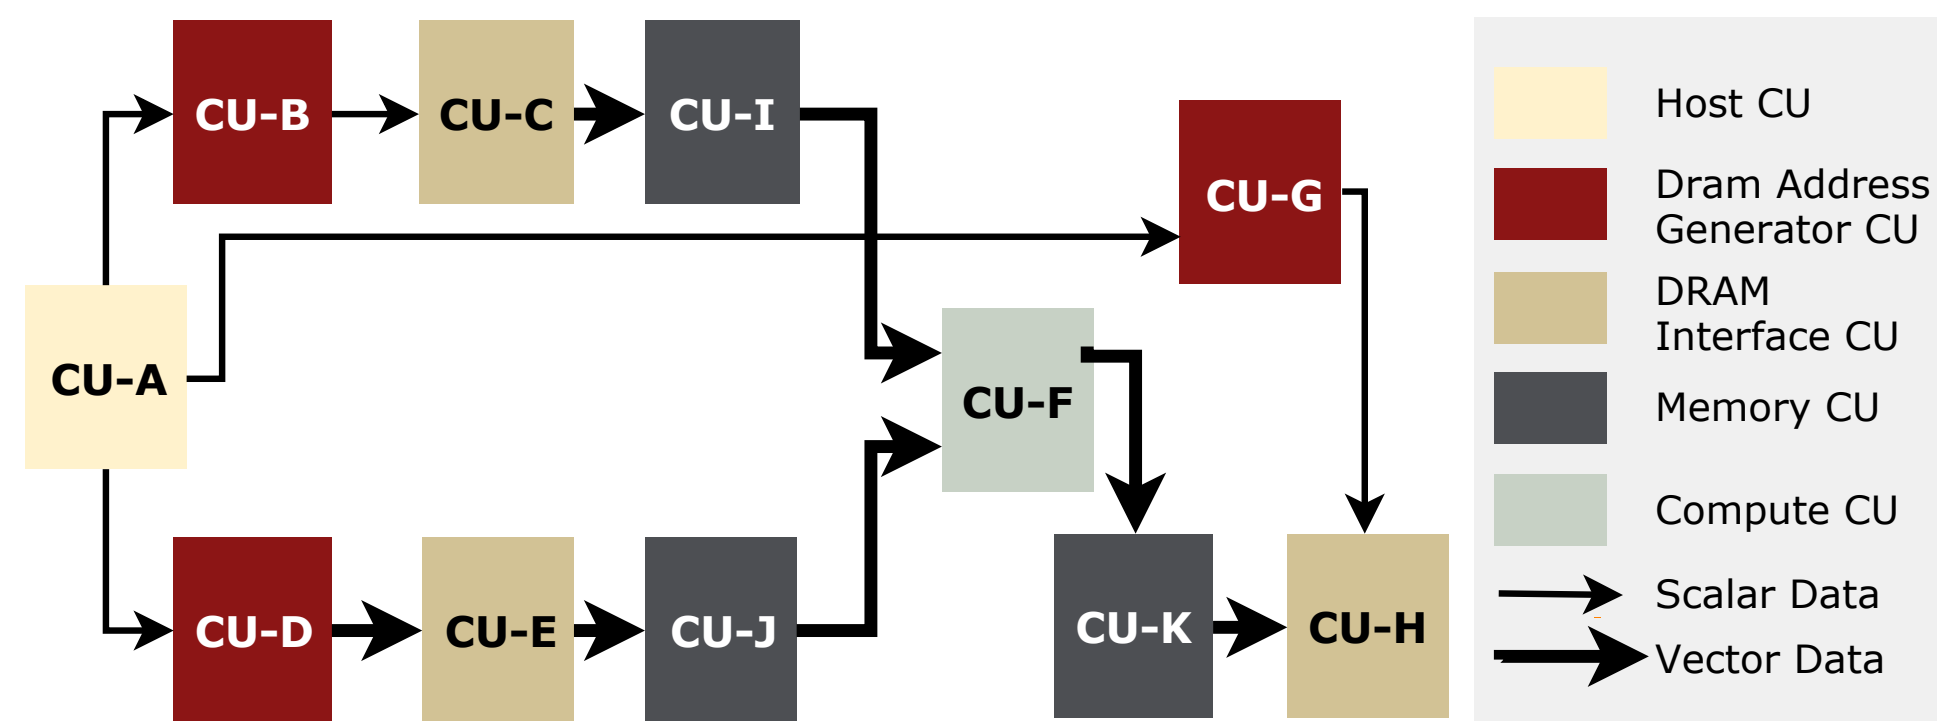 CU-B
CU-C
CU-I
CU-G
CU-A
CU-F
CU-D
CU-E
CU-J
CU-K
CU-H
Host CU
Dram Address
Generator CU
DRAM
Interface CU
Memory CU
Compute CU
Scalar Data
Vector Data